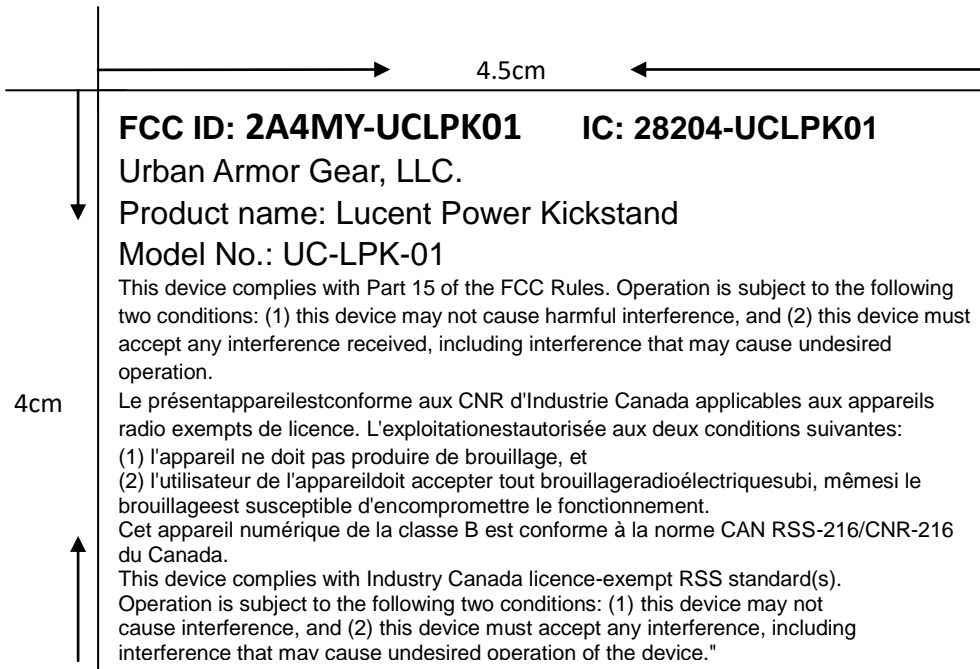 4.5cm
FCC ID: 2A4MY-UCLPK01 IC: 28204-UCLPK01
Urban Armor Gear, LLC.
Product name: Lucent Power Kickstand
Model No.: UC-LPK-01
This device complies with Part 15 of the FCC Rules. Operation is subject to the following
two conditions: (1) this device may not cause harmful interference, and (2) this device must
accept any interference received, including interference that may cause undesired
operation.
4cm
Le présentappareilestconforme aux CNR d'Industrie Canada applicables aux appareils
radio exempts de licence. L'exploitationestautorisée aux deux conditions suivantes:
(1) l'appareil ne doit pas produire de brouillage, et
(2) l'utilisateur de l'appareildoit accepter tout brouillageradioélectriquesubi, mêmesi le
brouillageest susceptible d'encompromettre le fonctionnement.
Cet appareil numérique de la classe B est conforme à la norme CAN RSS-216/CNR-216
du Canada.
This device complies with Industry Canada licence-exempt RSS standard(s).
Operation is subject to the following two conditions: (1) this device may not
cause interference, and (2) this device must accept any interference, including
interference that may cause undesired operation of the device."